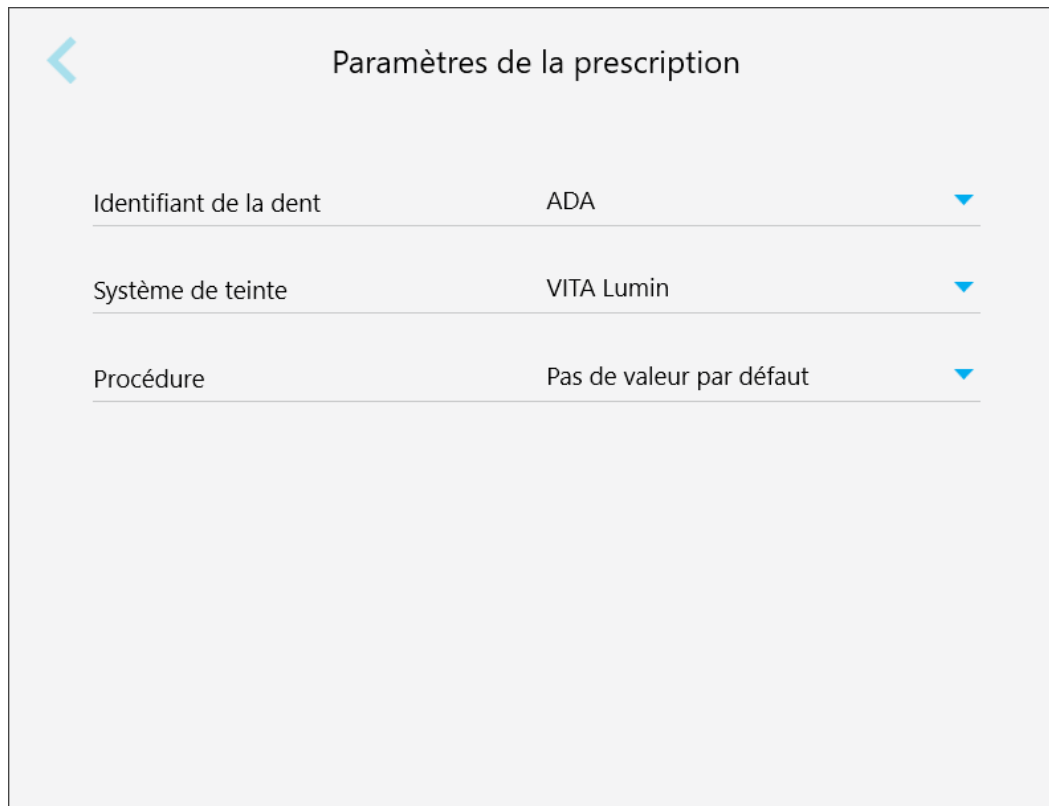 Paramètres de la prescription
Identifiant de la dent ADA
Système de teinte VITA Lumin
Procédure Pas de valeur par défaut